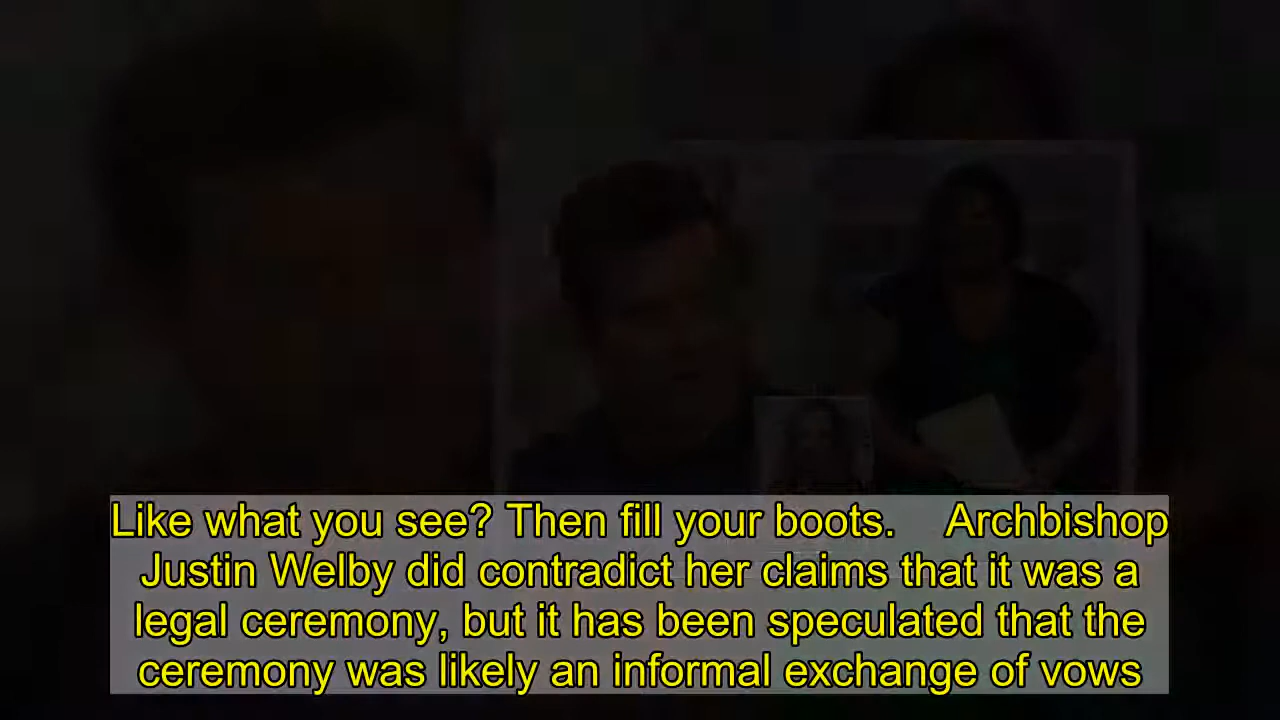 Like what you see? Then fill your boots. Archbishop
Justin Welby did contradict her claims that it was a
legal ceremony, but it has been speculated that the
ceremony was likely an informal exchange of vows